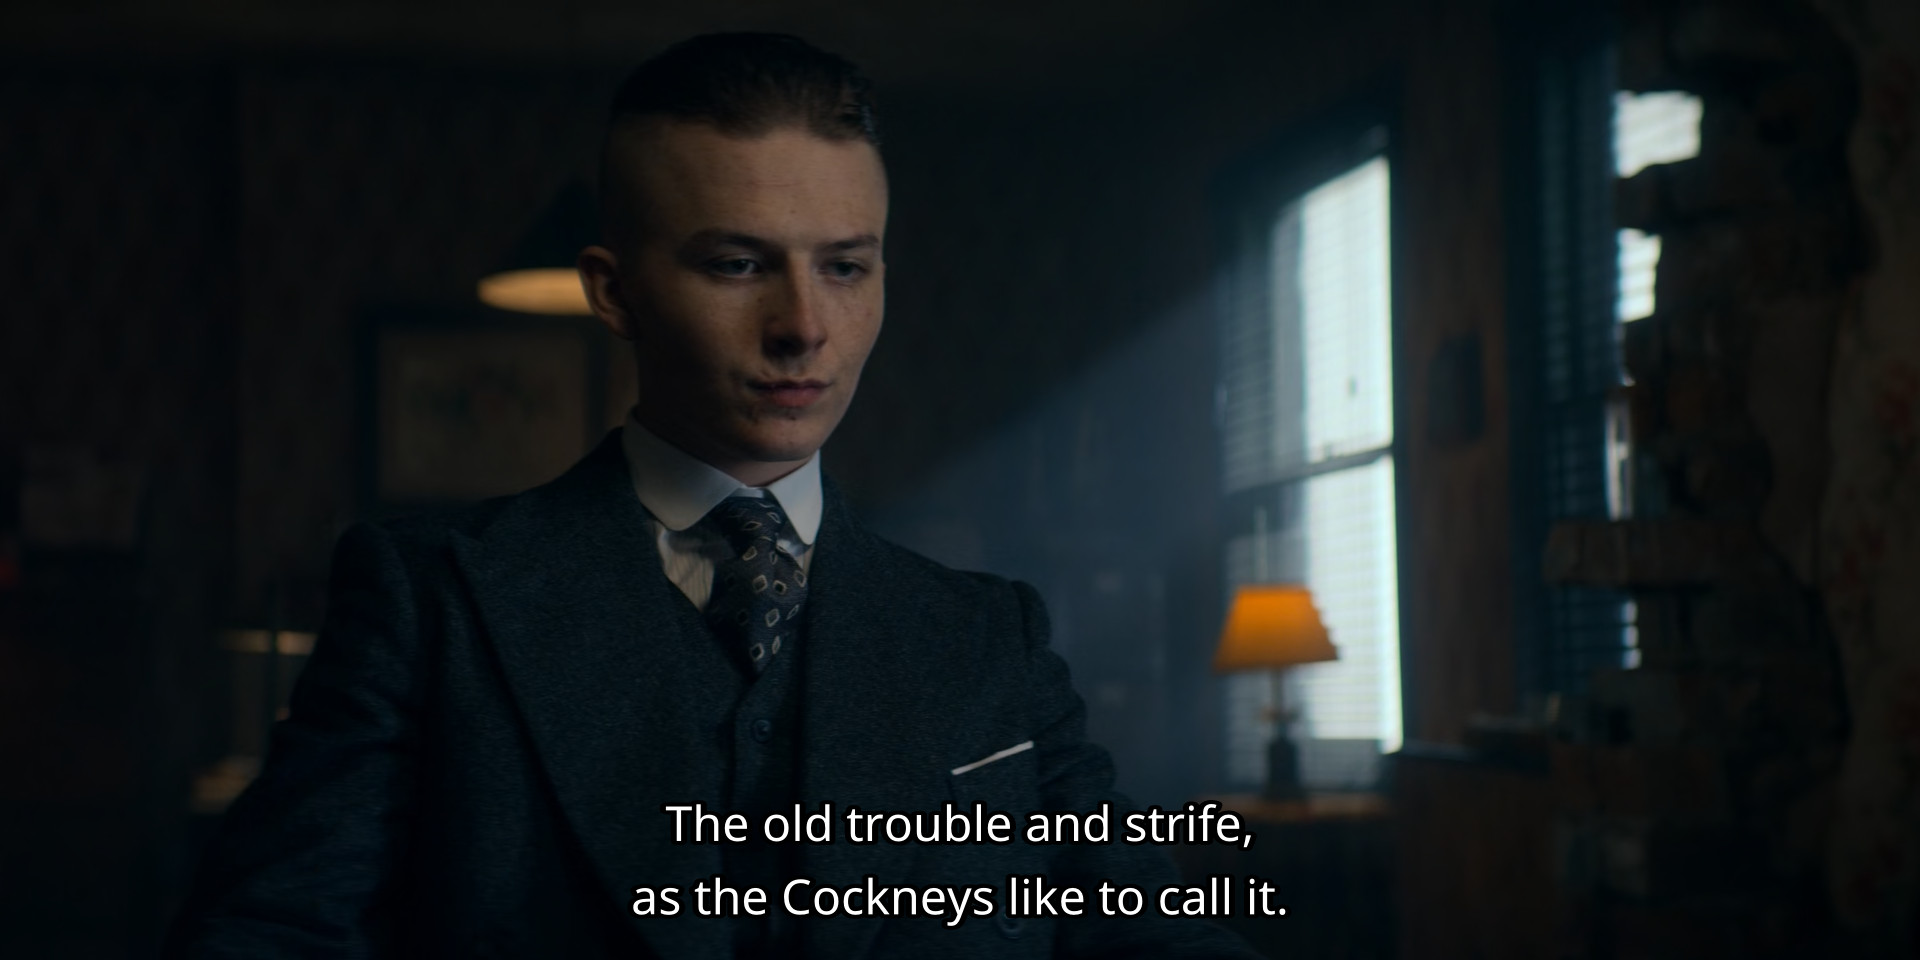 The old trouble and strife,
as the Cockneys like to call it.